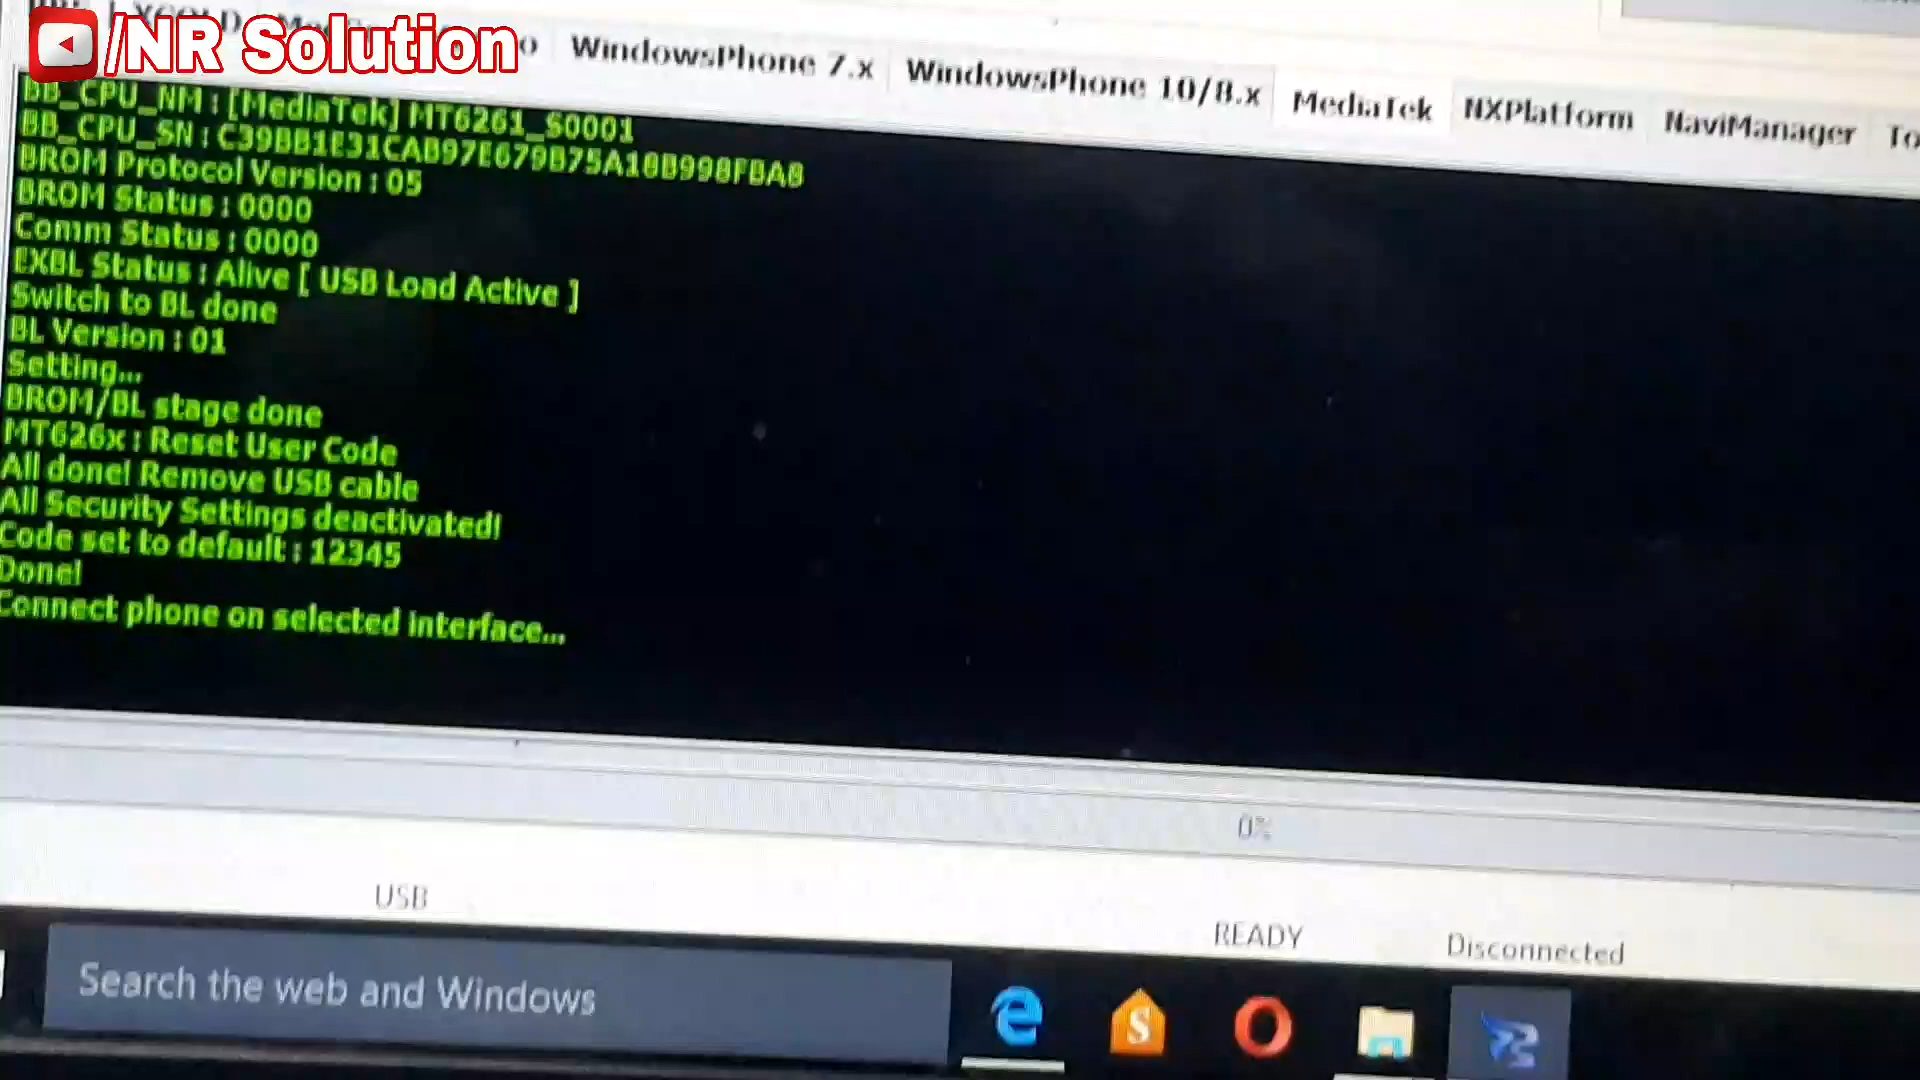 /NR Solution
WindowsPhone 7.x
WindowsPhone 10/8.x
MediaTek
NXPlatform
NaviManager
BB_CPU_NM : [MediaTek] MT6261_S0001
BB_CPU_SN : C39BB1E31CAB97E679B75A18B998FBA8
BROM Protocol Version : 05
BROM Status : 0000
Comm Status : 0000
EXBL Status : Alive [ USB Load Active ]
Switch to BL done
BL Version : 01
Setting...
BROM/BL stage done
MT626x : Reset User Code
All done! Remove USB cable
All Security Settings deactivated!
Code set to default : 12345
Done!
Connect phone on selected interface...
0%
USB
READY
Disconnected
Search the web and Windows